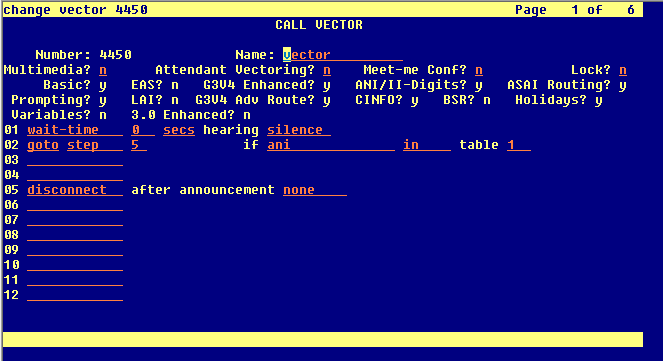 change vector 4450 Page 1 of 6
CALL VECTOR
Number: 4450 Name: vector
Multimedia? n Attendant Vectoring? n Meet-me Conf? n Lock? n
Basic? y EAS? n G3V4 Enhanced? y ANI/II-Digits? y ASAI Routing? y
Prompting? y LAI? n G3V4 Adv Route? y CINFO? y BSR? n Holidays? y
Variables? n 3.0 Enhanced? n
01 wait-time 0 secs hearing silence
02 goto step 5 if ani in table 1
03
04
05 disconnect after announcement none
06
07
08
09
10
11
12